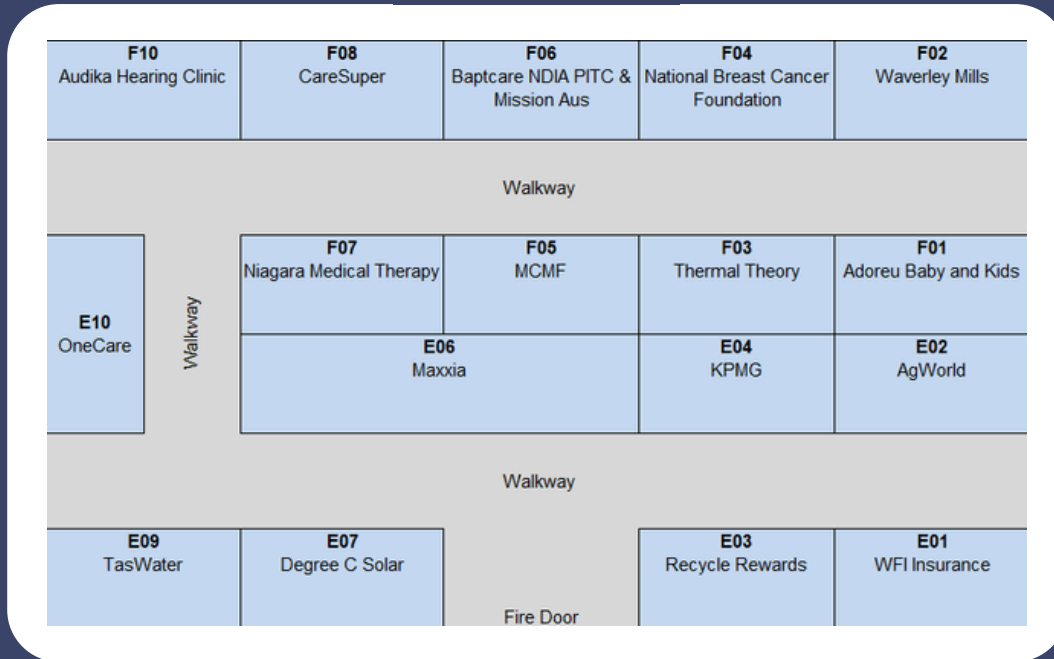 F10
Audika Hearing Clinic
F08
CareSuper
F06
Baptcare NDIA PITC &
Mission Aus
F04
National Breast Cancer
Foundation
F02
Waverley Mills
Walkway
E10
OneCare
Walkway
F07
Niagara Medical Therapy
F05
MCMF
F03
Thermal Theory
F01
Adoreu Baby and Kids
E06
Maxxia
E04
KPMG
E02
AgWorld
Walkway
E09
TasWater
E07
Degree C Solar
Fire Door
E03
Recycle Rewards
E01
WFI Insurance